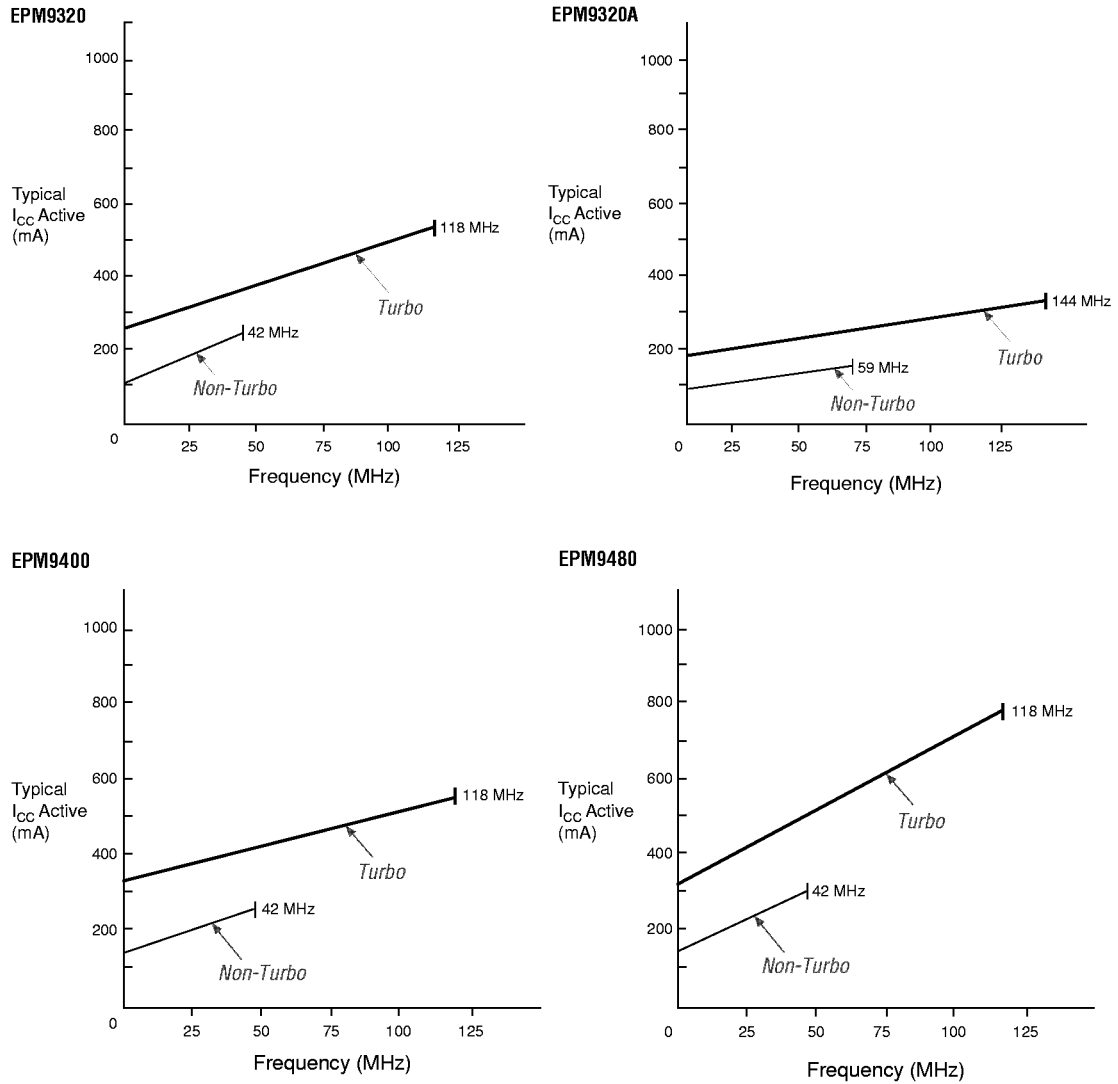 EPM9320
1000
800
600
400
200
0
Typical
ICC Active
(mA)
118 MHz
Turbo
42 MHz
Non-Turbo
25 50 75 100 125
Frequency (MHz)
EPM9320A
1000
800
600
400
200
0
Typical
ICC Active
(mA)
144 MHz
Turbo
59 MHz
Non-Turbo
25 50 75 100 125
Frequency (MHz)
EPM9400
1000
800
600
400
200
0
Typical
ICC Active
(mA)
118 MHz
Turbo
42 MHz
Non-Turbo
25 50 75 100 125
Frequency (MHz)
EPM9480
1000
800
600
400
200
0
Typical
ICC Active
(mA)
118 MHz
Turbo
42 MHz
Non-Turbo
25 50 75 100 125
Frequency (MHz)